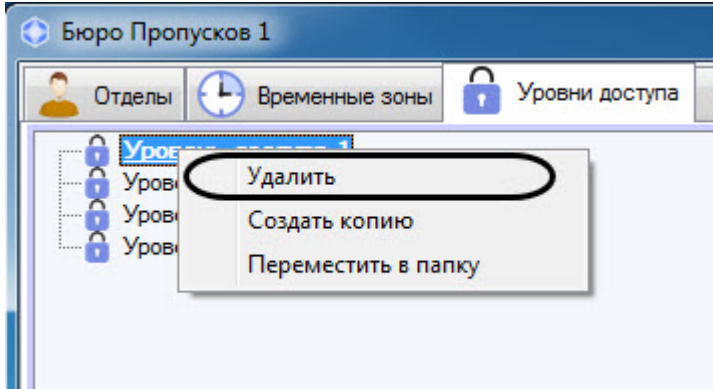 Бюро Пропусков 1
Отделы Временные зоны Уровни доступа
Удалить
Создать копию
Переместить в папку